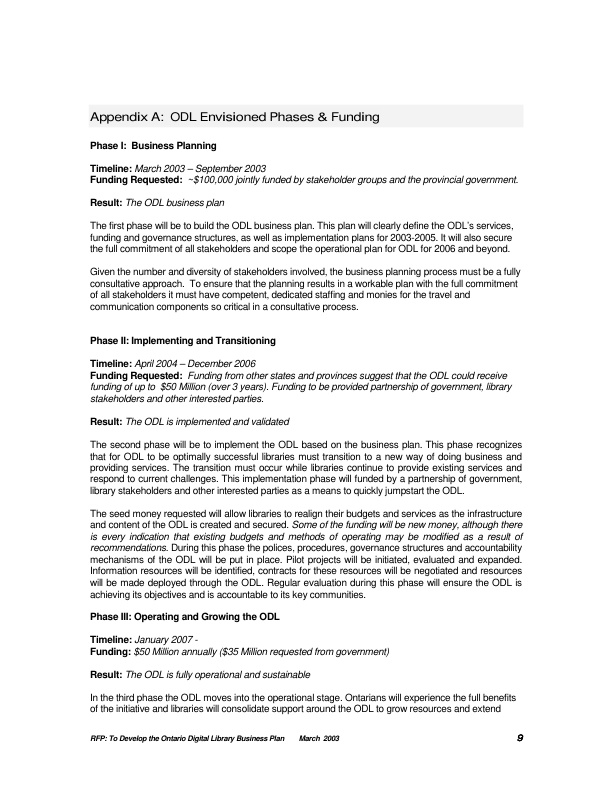 Appendix A: ODL Envisioned Phases & Funding
Phase I: Business Planning
Timeline: March 2003 – September 2003
Funding Requested: ~$100,000 jointly funded by stakeholder groups and the provincial government.
Result: The ODL business plan
The first phase will be to build the ODL business plan. This plan will clearly define the ODL's services,
funding and governance structures, as well as implementation plans for 2003-2005. It will also secure
the full commitment of all stakeholders and scope the operational plan for ODL for 2006 and beyond.
Given the number and diversity of stakeholders involved, the business planning process must be a fully
consultative approach. To ensure that the planning results in a workable plan with the full commitment
of all stakeholders it must have competent, dedicated staffing and monies for the travel and
communication components so critical in a consultative process.
Phase II: Implementing and Transitioning
Timeline: April 2004 – December 2006
Funding Requested: Funding from other states and provinces suggest that the ODL could receive
funding of up to $50 Million (over 3 years). Funding to be provided partnership of government, library
stakeholders and other interested parties.
Result: The ODL is implemented and validated
The second phase will be to implement the ODL based on the business plan. This phase recognizes
that for ODL to be optimally successful libraries must transition to a new way of doing business and
providing services. The transition must occur while libraries continue to provide existing services and
respond to current challenges. This implementation phase will funded by a partnership of government,
library stakeholders and other interested parties as a means to quickly jumpstart the ODL.
The seed money requested will allow libraries to realign their budgets and services as the infrastructure
and content of the ODL is created and secured. Some of the funding will be new money, although there
is every indication that existing budgets and methods of operating may be modified as a result of
recommendations. During this phase the polices, procedures, governance structures and accountability
mechanisms of the ODL will be put in place. Pilot projects will be initiated, evaluated and expanded.
Information resources will be identified, contracts for these resources will be negotiated and resources
will be made deployed through the ODL. Regular evaluation during this phase will ensure the ODL is
achieving its objectives and is accountable to its key communities.
Phase III: Operating and Growing the ODL
Timeline: January 2007 -
Funding: $50 Million annually ($35 Million requested from government)
Result: The ODL is fully operational and sustainable
In the third phase the ODL moves into the operational stage. Ontarians will experience the full benefits
of the initiative and libraries will consolidate support around the ODL to grow resources and extend
RFP: To Develop the Ontario Digital Library Business Plan March 2003 9